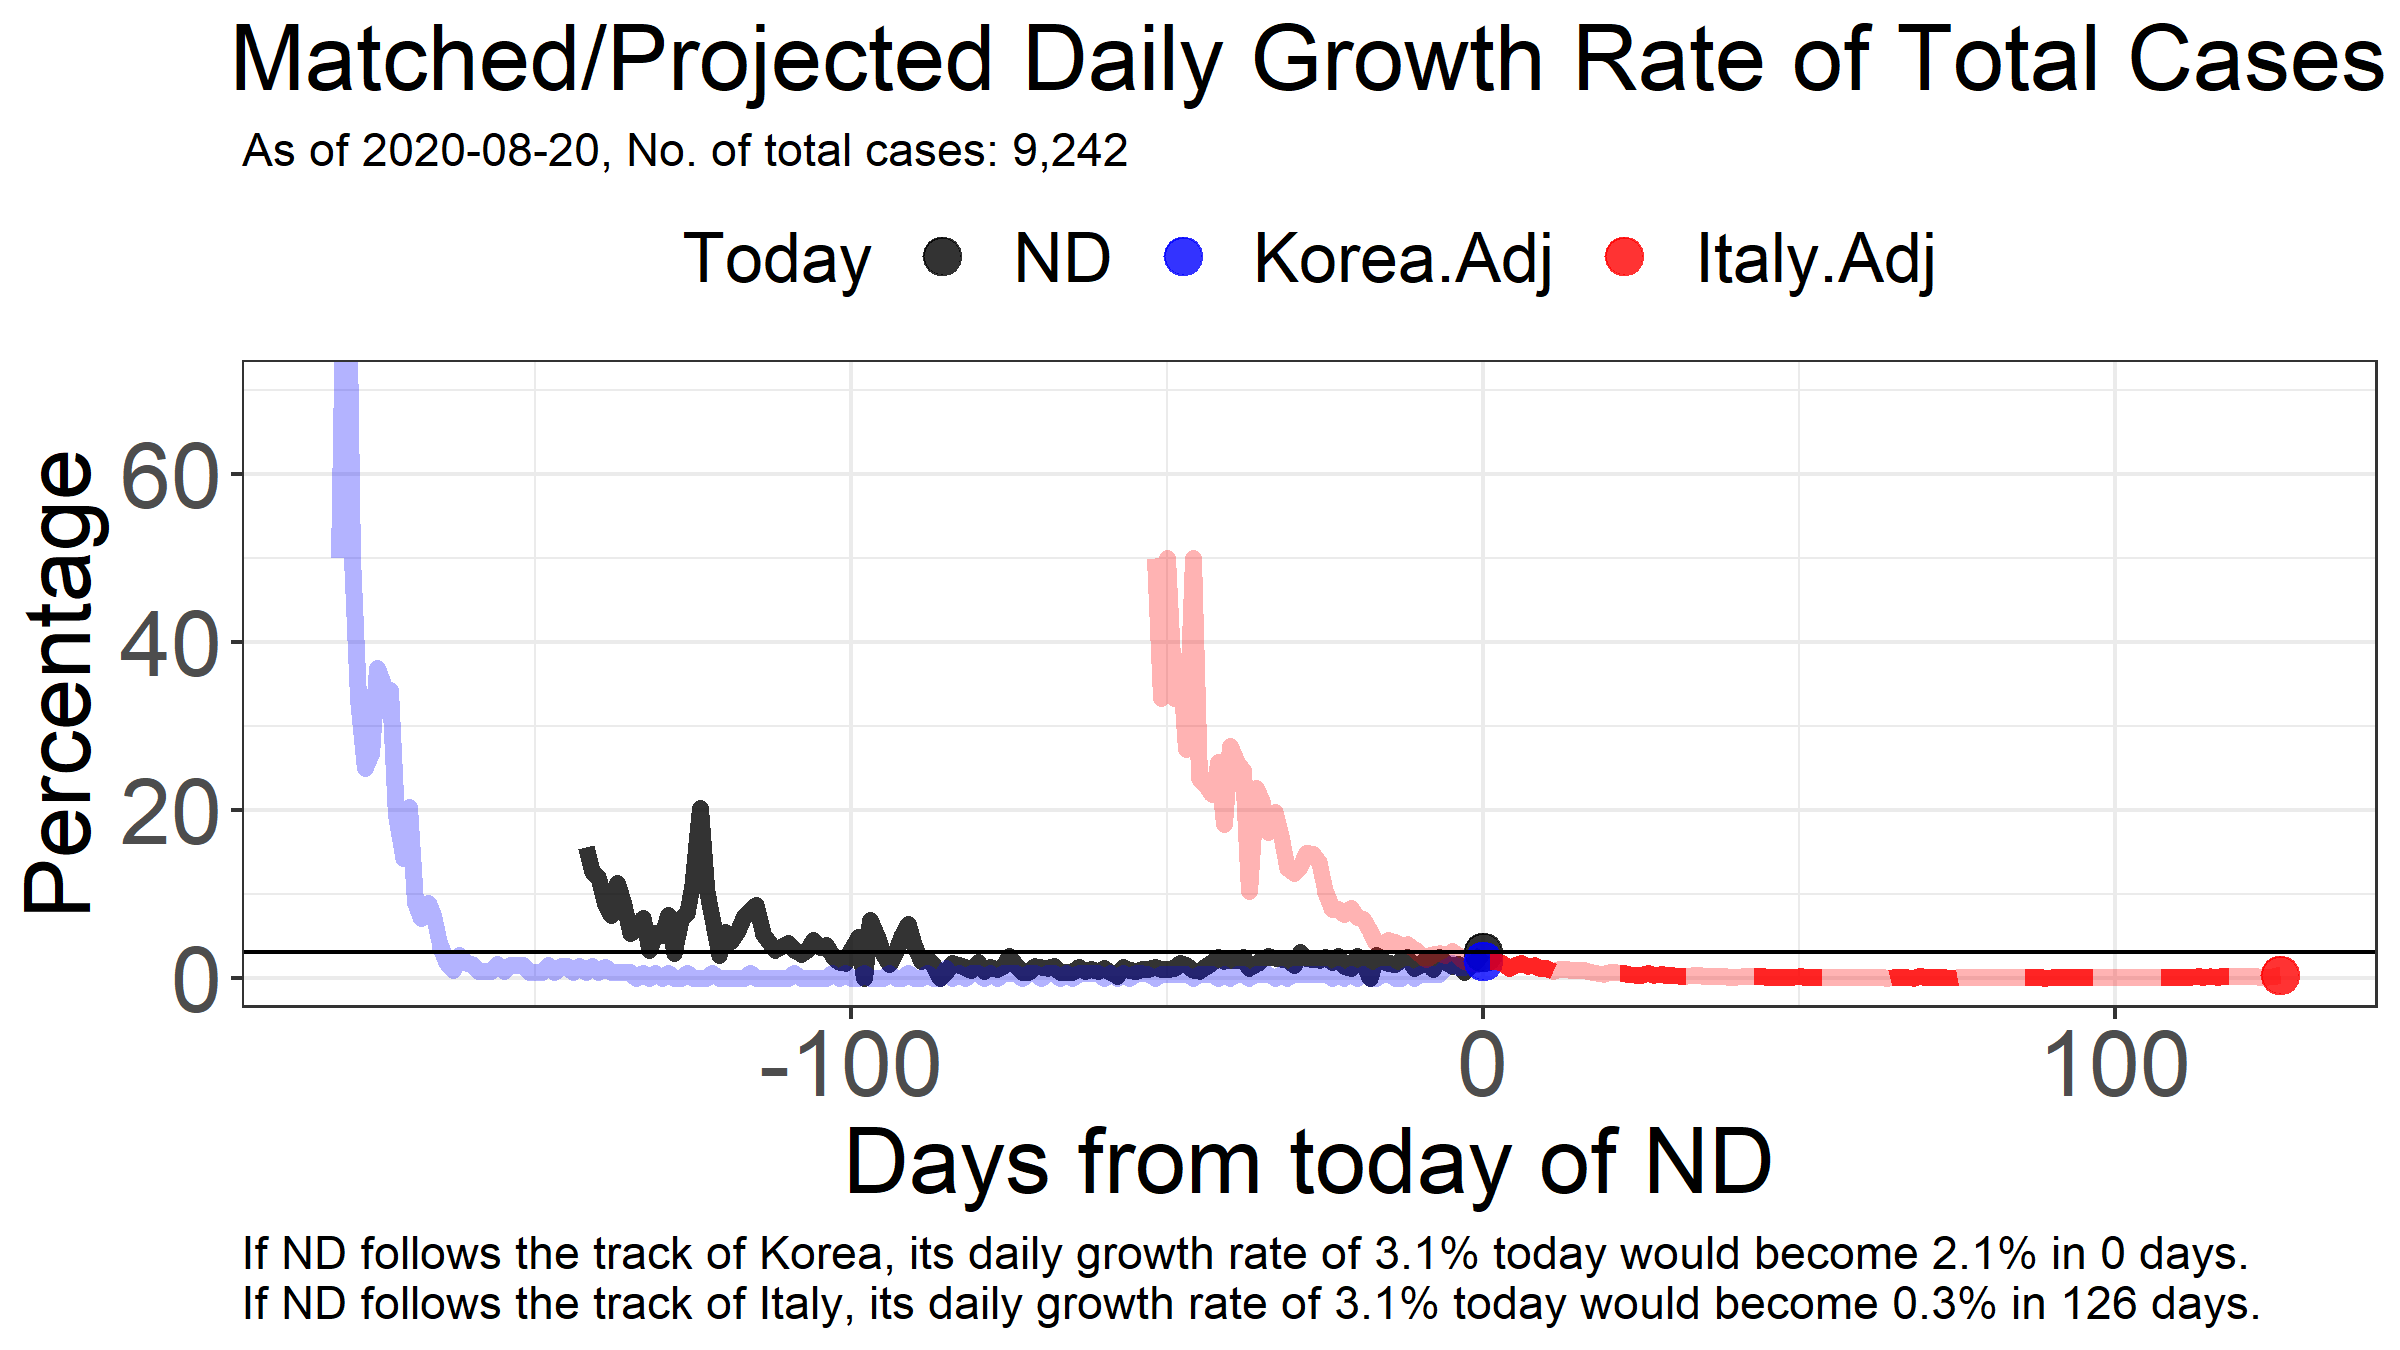 Matched/Projected Daily Growth Rate of Total Cases
As of 2020-08-20, No. of total cases: 9,242
Today ND Korea.Adj Italy.Adj
Percentage
60
40
20
0
-100 0 100
Days from today of ND
If ND follows the track of Korea, its daily growth rate of 3.1% today would become 2.1% in 0 days.
If ND follows the track of Italy, its daily growth rate of 3.1% today would become 0.3% in 126 days.